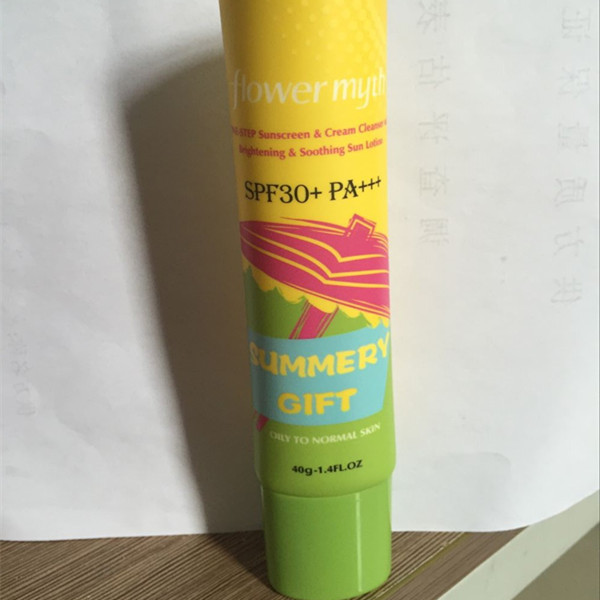 flower myth
-STEP Sunscreen & Cream Cleanser
Brightening & Soothing Sun Lotion
SPF30+ PA+++
SUMMERY
GIFT
OILY TO NORMAL SKIN
40g-1.4FL.OZ